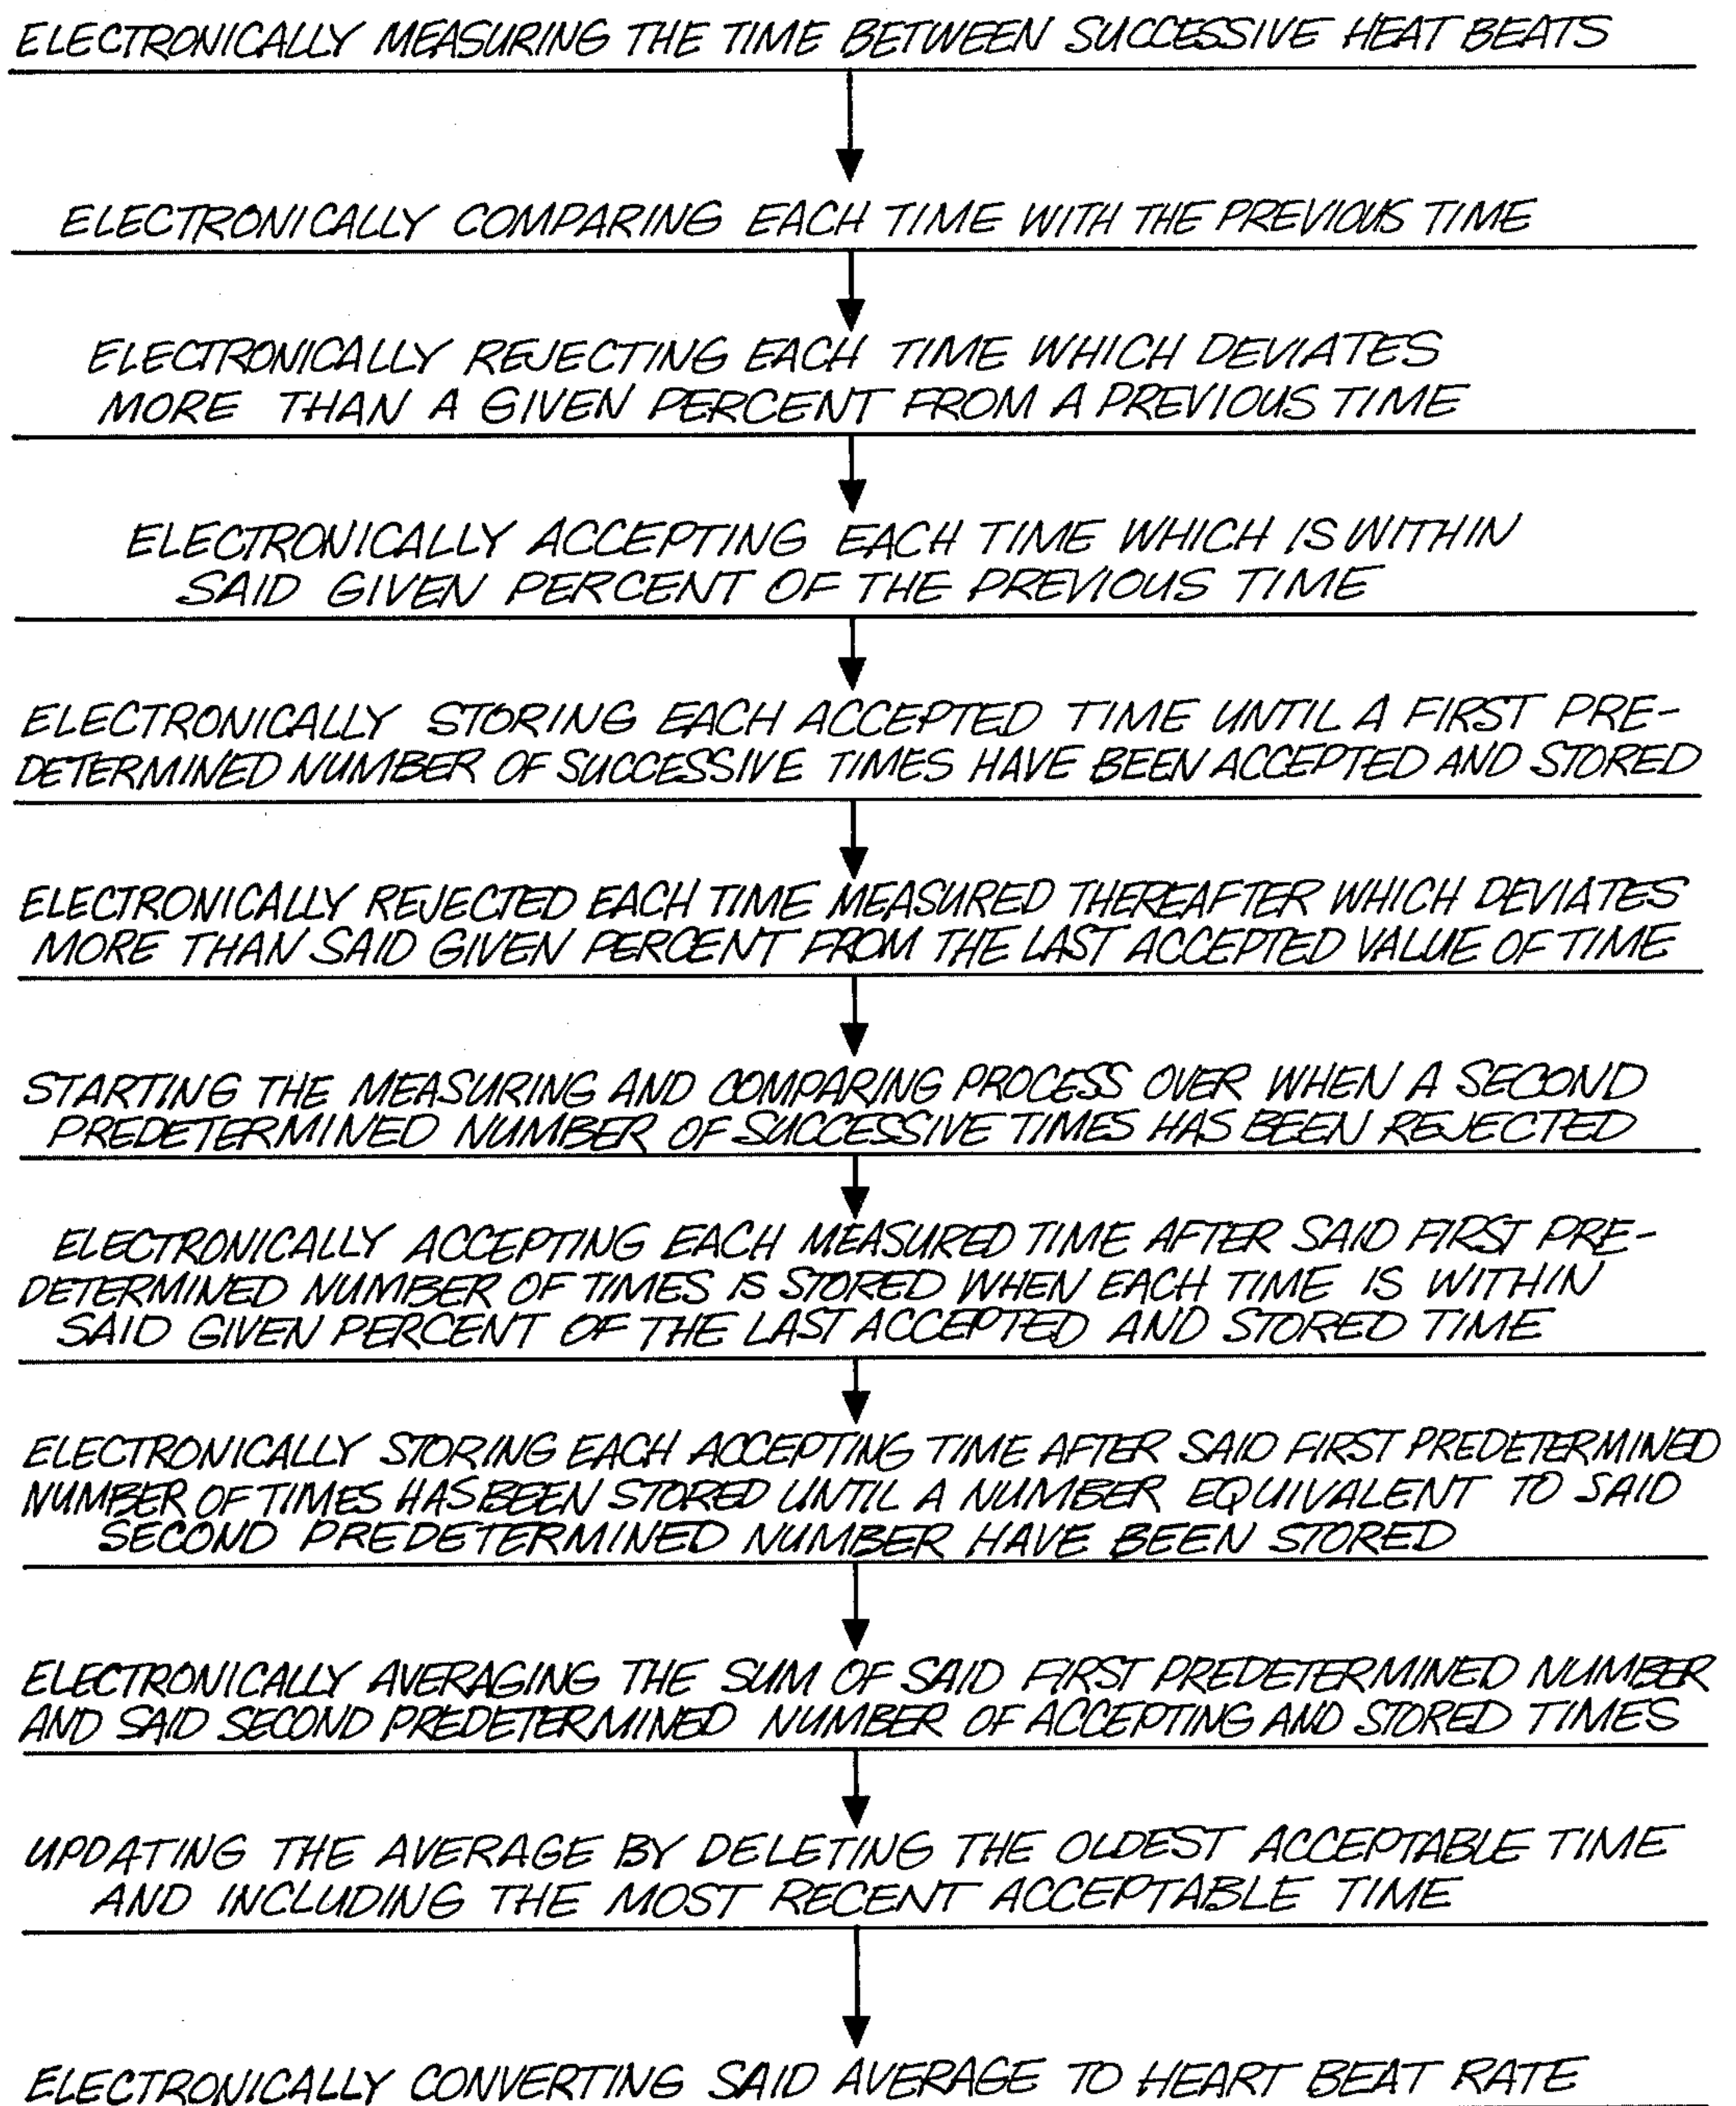 ELECTRONICALLY MEASURING THE TIME BETWEEN SUCCESSIVE HEAT BEATS
ELECTRONICALLY COMPARING EACH TIME WITH THE PREVIOUS TIME
ELECTRONICALLY REJECTING EACH TIME WHICH DEVIATES
MORE THAN A GIVEN PERCENT FROM A PREVIOUS TIME
ELECTRONICALLY ACCEPTING EACH TIME WHICH IS WITHIN
SAID GIVEN PERCENT OF THE PREVIOUS TIME
ELECTRONICALLY STORING EACH ACCEPTED TIME UNTIL A FIRST PRE-
DETERMINED NUMBER OF SUCCESSIVE TIMES HAVE BEEN ACCEPTED AND STORED
ELECTRONICALLY REJECTED EACH TIME MEASURED THEREAFTER WHICH DEVIATES
MORE THAN SAID GIVEN PERCENT FROM THE LAST ACCEPTED VALUE OF TIME
STARTING THE MEASURING AND COMPARING PROCESS OVER WHEN A SECOND
PREDETERMINED NUMBER OF SUCCESSIVE TIMES HAS BEEN REJECTED
ELECTRONICALLY ACCEPTING EACH MEASURED TIME AFTER SAID FIRST PRE-
DETERMINED NUMBER OF TIMES IS STORED WHEN EACH TIME IS WITHIN
SAID GIVEN PERCENT OF THE LAST ACCEPTED AND STORED TIME
ELECTRONICALLY STORING EACH ACCEPTING TIME AFTER SAID FIRST PREDETERMINED
NUMBER OF TIMES HAS BEEN STORED UNTIL A NUMBER EQUIVALENT TO SAID
SECOND PREDETERMINED NUMBER HAVE BEEN STORED
ELECTRONICALLY AVERAGING THE SUM OF SAID FIRST PREDETERMINED NUMBER
AND SAID SECOND PREDETERMINED NUMBER OF ACCEPTING AND STORED TIMES
UPDATING THE AVERAGE BY DELETING THE OLDEST ACCEPTABLE TIME
AND INCLUDING THE MOST RECENT ACCEPTABLE TIME
ELECTRONICALLY CONVERTING SAID AVERAGE TO HEART BEAT RATE